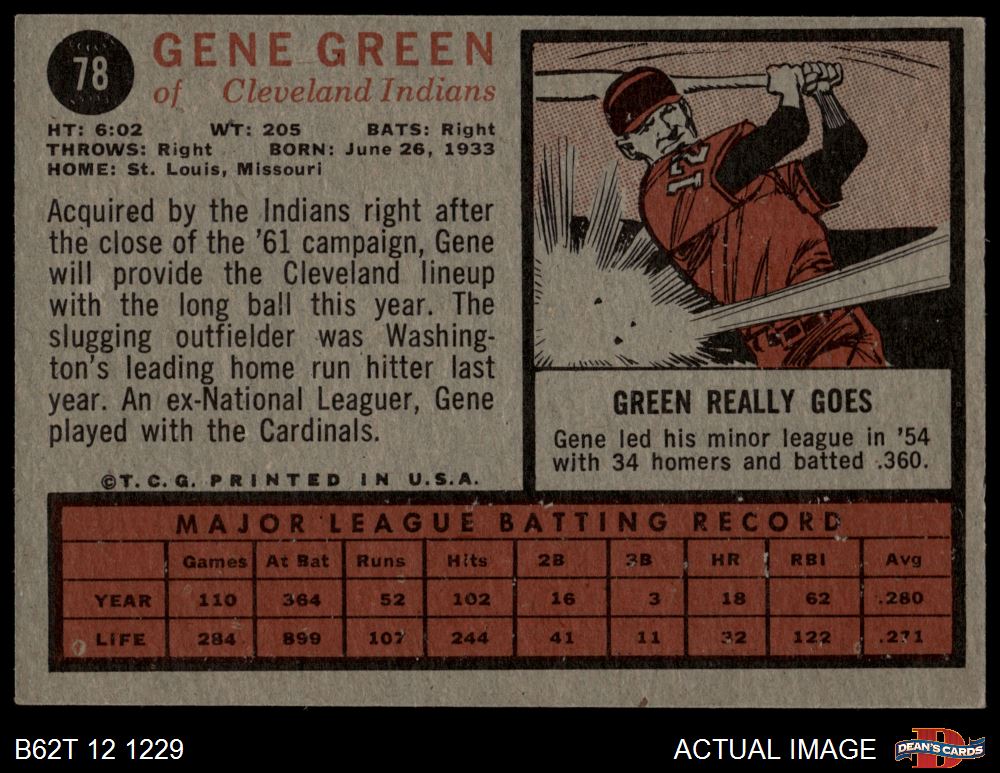 78
GENE GREEN
of Cleveland Indians
HT: 6:02 WT: 205 BATS: Right
THROWS: Right BORN: June 26, 1933
HOME: St. Louis, Missouri
Acquired by the Indians right after
the close of the '61 campaign, Gene
will provide the Cleveland lineup
with the long ball this year. The
slugging outfielder was Washing-
ton's leading home run hitter last
year. An ex-National Leaguer, Gene
played with the Cardinals.
©T. C. G. PRINTED IN U.S.A.
12
GREEN REALLY GOES
Gene led his minor league in '54
with 34 homers and batted .360.
MAJOR LEAGUE BATTING RECORD
Games At Bat Runs Hits 2B 3B HR RBI Avg
YEAR 110 364 52 102 16 3 18 62 .280
LIFE 284 899 107 244 41 11 32 122 .271
B62T 12 1229
ACTUAL IMAGE
DEAN'S CARDS